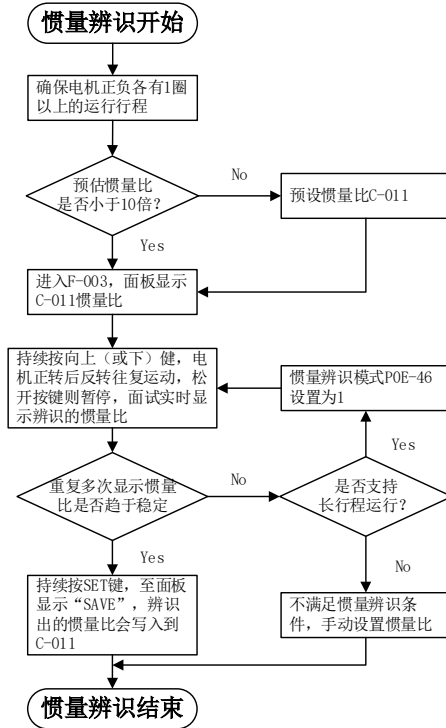 惯量辨识开始
确保电机正负各有1圈
以上的运行行程
预估惯量比
是否小于10倍?
No
预设惯量比C-011
Yes
进入F-003, 面板显示
C-011惯量比
持续按向上（或下）健，电
机正转后反转往复运动，松
开按键则暂停，面试实时显
示辨识的惯量比
惯量辨识模式P0E-46
设置为1
Yes
重复多次显示惯量
比是否趋于稳定
No
是否支持
长行程运行?
Yes
No
持续按SET键，至面板
显示“SAVE”，辨识
出的惯量比会写入到
C-011
不满足惯量辨识条
件，手动设置惯量比
惯量辨识结束